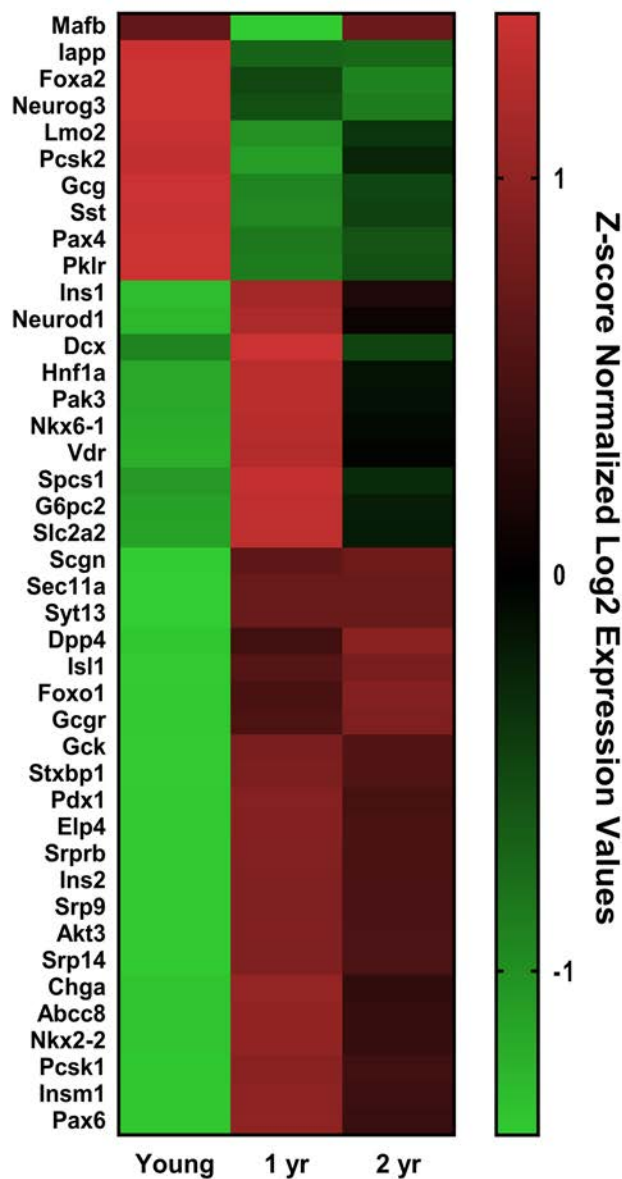 Mafb
Iapp
Foxa2
Neurog3
Lmo2
Pcsk2
Gcg
Sst
Pax4
Pklr
Ins1
Neurod1
Dcx
Hnf1a
Pak3
Nkx6-1
Vdr
Spcs1
G6pc2
Slc2a2
Scgn
Sec11a
Syt13
Dpp4
Isl1
Foxo1
Gcgr
Gck
Stxbp1
Pdx1
Elp4
Srprb
Ins2
Srp9
Akt3
Srp14
Chga
Abcc8
Nkx2-2
Pcsk1
Insm1
Pax6
Young 1 yr 2 yr
1
0
-1
Z-score Normalized Log2 Expression Values